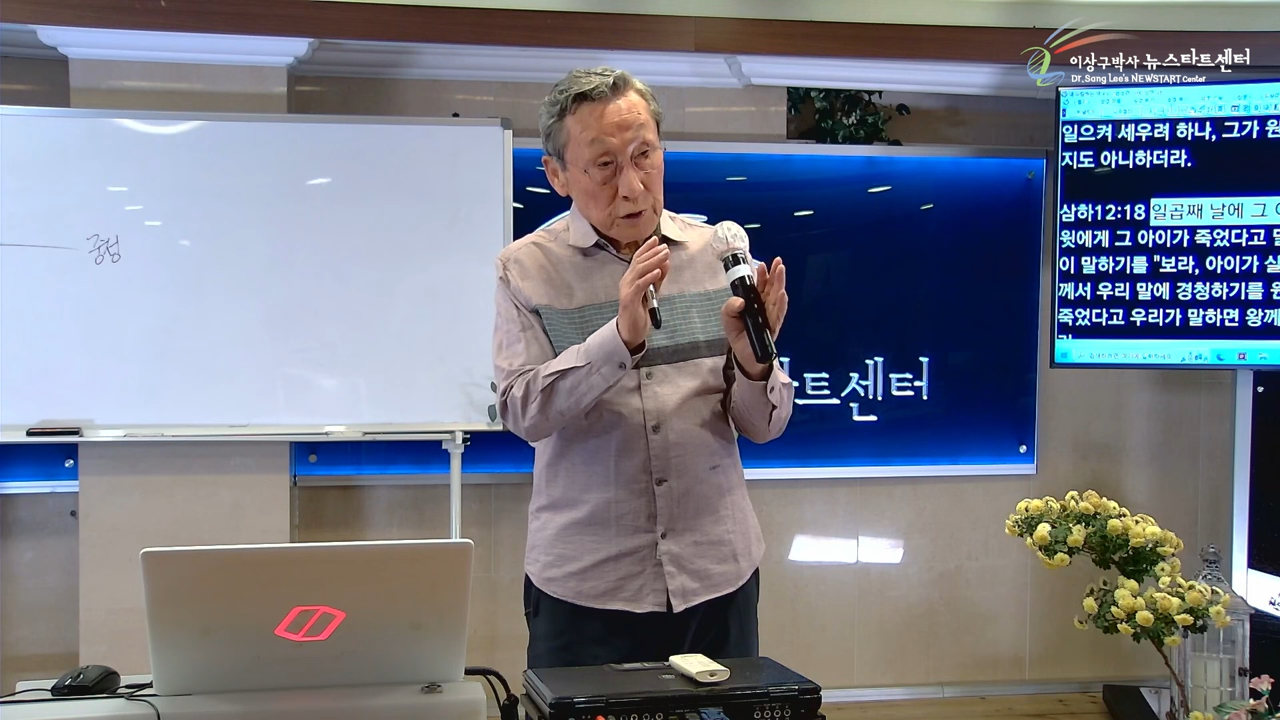 이상구박사 뉴스타트센터
Dr. Sang Lee's NEWSTART Center
일으켜 세우려 하나, 그가 원
지도 아니하더라.
삼하12:18 일곱째 날에 그 아
윗에게 그 아이가 죽었다고 말
이 말하기를 "보라, 아이가 살
께서 우리 말에 경청하기를 원
죽었다고 우리가 말하면 왕께
트센터